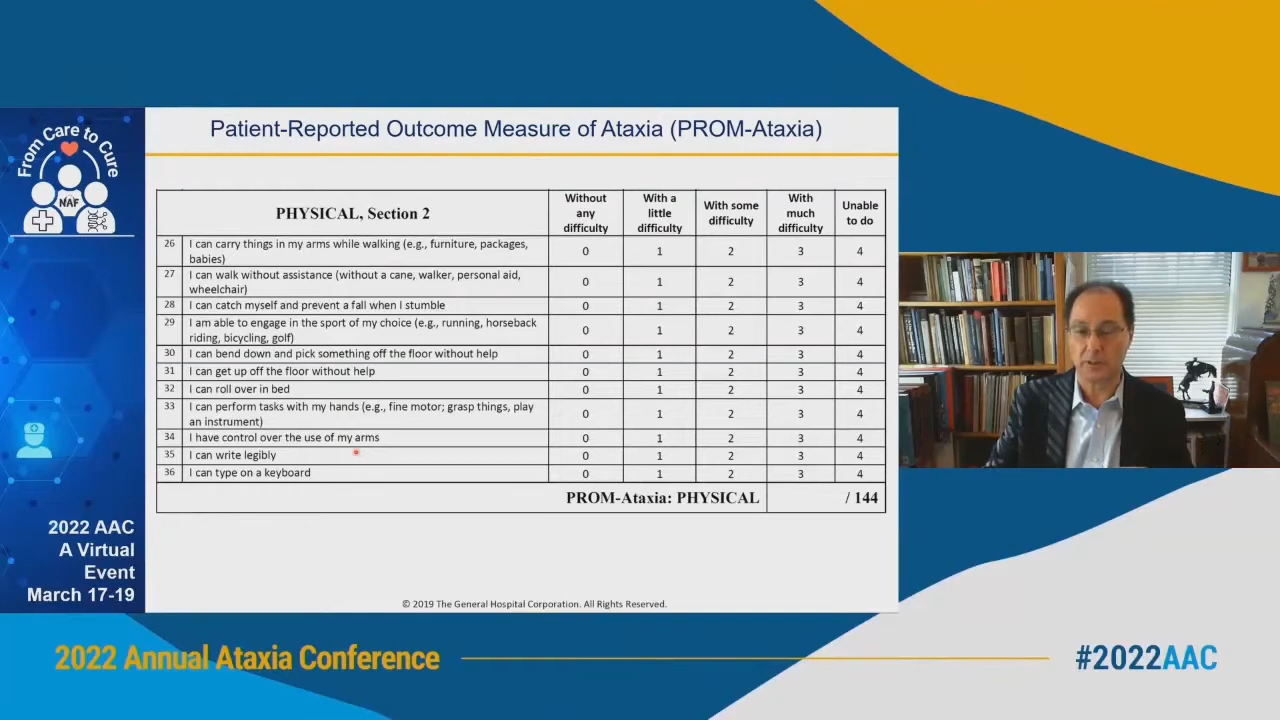 Patient-Reported Outcome Measure of Ataxia (PROM-Ataxia)
From Care to Cure
NAF
PHYSICAL, Section 2
Without any difficulty
With a little difficulty
With some difficulty
With much difficulty
Unable to do
26 I can carry things in my arms while walking (e.g., furniture, packages,
babies) 0 1 2 3 4
27 I can walk without assistance (without a cane, walker, personal aid,
wheelchair) 0 1 2 3 4
28 I can catch myself and prevent a fall when I stumble 0 1 2 3 4
29 I am able to engage in the sport of my choice (e.g., running, horseback
riding, bicycling, golf) 0 1 2 3 4
30 I can bend down and pick something off the floor without help 0 1 2 3 4
31 I can get up off the floor without help 0 1 2 3 4
32 I can roll over in bed 0 1 2 3 4
33 I can perform tasks with my hands (e.g., fine motor; grasp things, play
an instrument) 0 1 2 3 4
34 I have control over the use of my arms 0 1 2 3 4
35 I can write legibly 0 1 2 3 4
36 I can type on a keyboard 0 1 2 3 4
PROM-Ataxia: PHYSICAL / 144
2022 AAC
A Virtual
Event
March 17-19
© 2019 The General Hospital Corporation. All Rights Reserved.
2022 Annual Ataxia Conference
#2022AAC